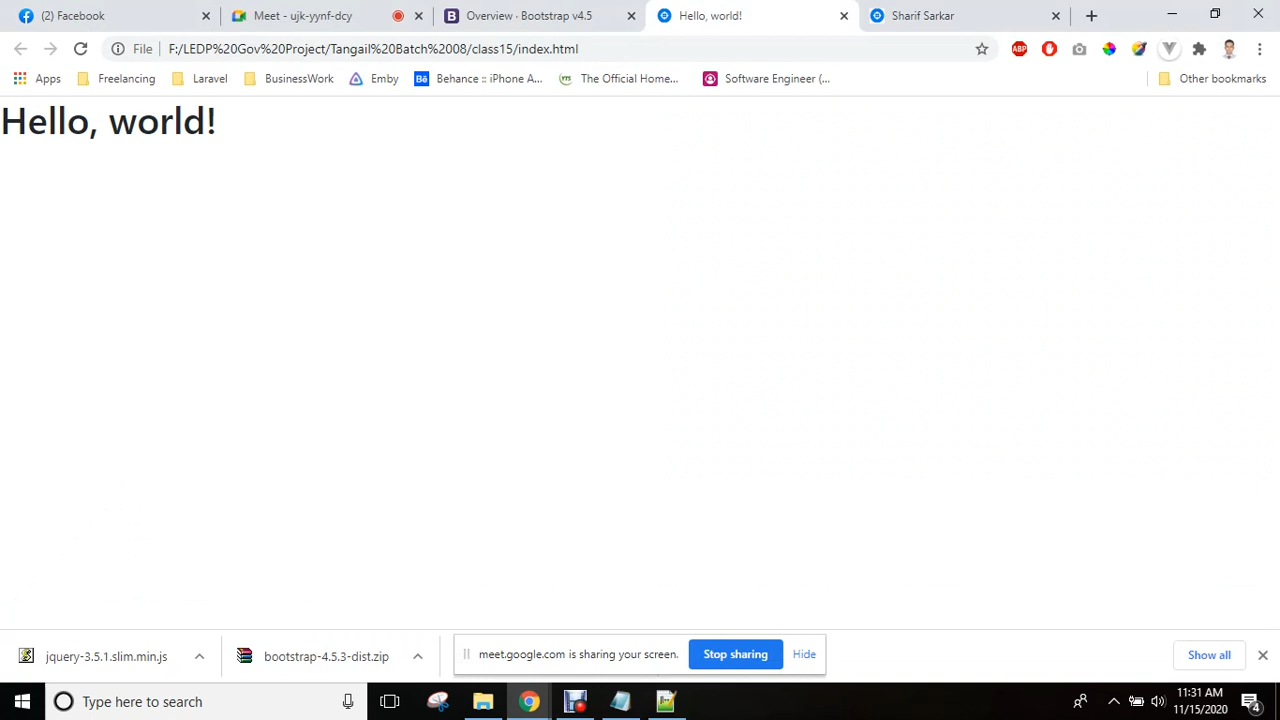 (2) Facebook
Meet - ujk-yynf-dcy
Overview · Bootstrap v4.5
Hello, world!
Sharif Sarkar
File
F:/LEDP%20Gov%20Project/Tangail%20Batch%2008/class15/index.html
ABP
Apps
Freelancing
Laravel
BusinessWork
Emby
Bē
Behance :: iPhone A...
The Official Home...
Software Engineer (...
Other bookmarks
Hello, world!
jquery-3.5.1.slim.min.js
bootstrap-4.5.3-dist.zip
meet.google.com is sharing your screen.
Stop sharing
Hide
Show all
Type here to search
11:31 AM
11/15/2020
4